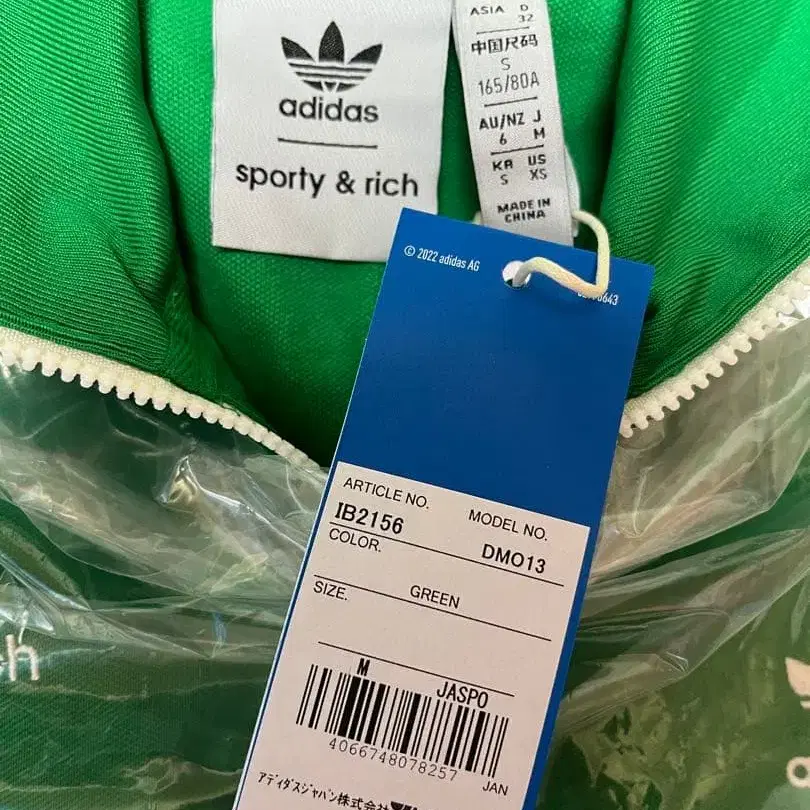 adidas
sporty & rich
ASIA D
32
中国尺码
S
165/80A
AU/NZ J
6 M
KR US
S XS
MADE IN
CHINA
© 2022 adidas AG
ARTICLE NO. MODEL NO.
IB2156 DMO13
COLOR.
GREEN
SIZE.
M JASPO
4066748078257 JAN
アディダスジャパン株式会社
h